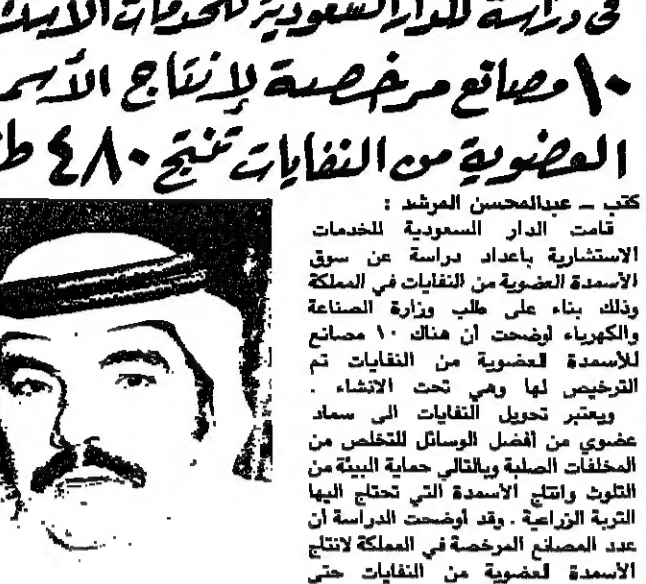 في دراسة للدار السعودية للخدمات
١٠ مصانع مرخصة لإنتاج
العضوية من النفايات تنتج ٤٨٠
كتب ــ عبدالمحسن المرشد :
قامت الدار السعودية للخدمات
الاستشارية باعداد دراسة عن سوق
الأسمدة العضوية من النفايات في المملكة
وذلك بناء على طلب وزارة الصناعة
والكهرباء اوضحت ان هناك ١٠ مصانع
للأسمدة العضوية من النفايات تم
الترخيص لها وهي تحت الانشاء .
ويعتبر تحويل النفايات الى سماد
عضوي من أفضل الوسائل للتخلص من
المخلفات الصلبة وبالتالي حماية البيئة من
التلوث وانتاج الأسمدة التي تحتاج اليها
التربة الزراعية . وقد أوضحت الدراسة أن
عدد المصانع المرخصة في المملكة لانتاج
الأسمدة العضوية من النفايات حتى